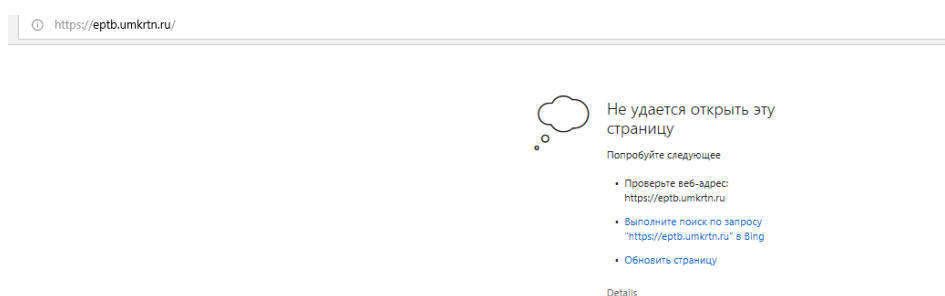 https://eptb.umkrtn.ru/
Не удается открыть эту
страницу
Попробуйте следующее
• Проверьте веб-адрес:
https://eptb.umkrtn.ru
• Выполните поиск по запросу
"https://eptb.umkrtn.ru" в Bing
• Обновить страницу
Details